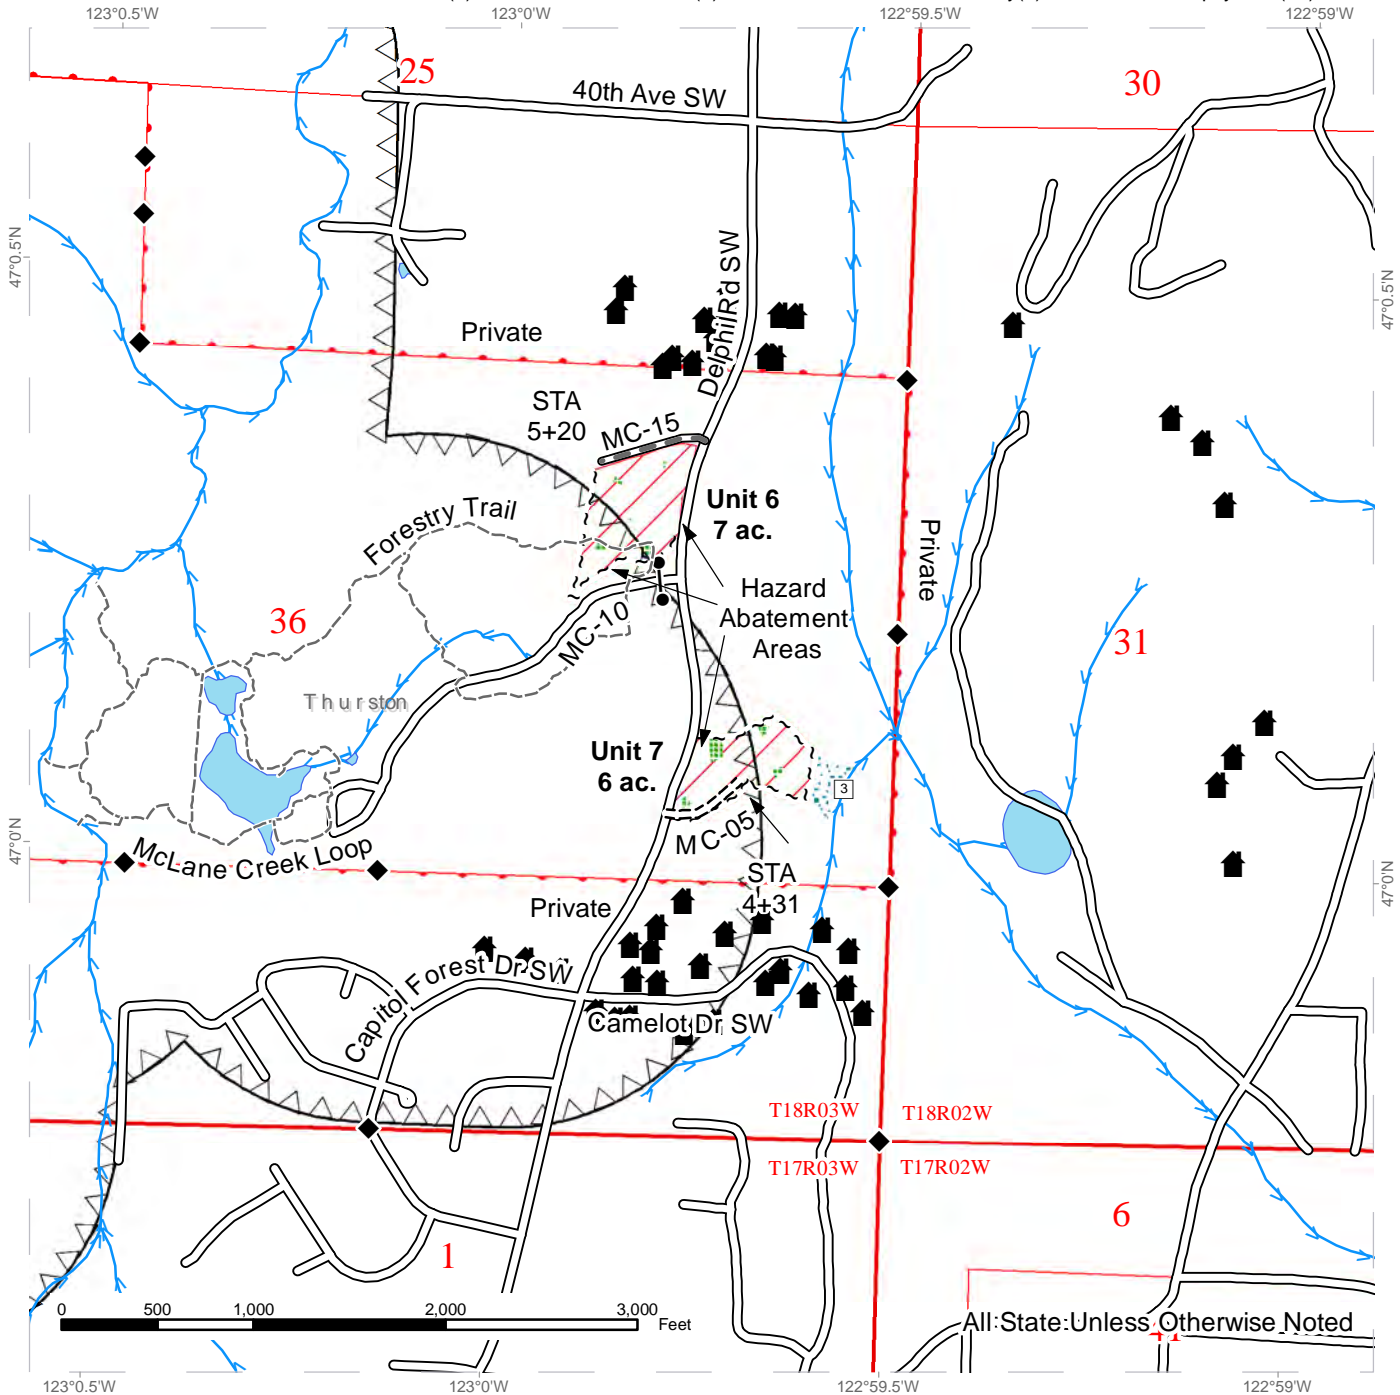 123°0.5'W
123°0'W
122°59.5'W
122°59'W
25
30
40th Ave SW
47°0.5'N
47°0.5'N
Delphi Rd SW
Private
STA
5+20
MC-15
Unit 6
7 ac.
Forestry Trail
Private
Hazard
Abatement
Areas
36
MC-10
31
Thurston
Unit 7
6 ac.
3
MC-05
47°0'N
McLane Creek Loop
STA
4+31
47°0'N
Private
Capitol Forest Dr SW
Camelot Dr SW
T18R03W
T18R02W
T17R03W
T17R02W
6
1
0
500
1,000
2,000
3,000
Feet
All State Unless Otherwise Noted
123°0.5'W
123°0'W
122°59.5'W
122°59'W